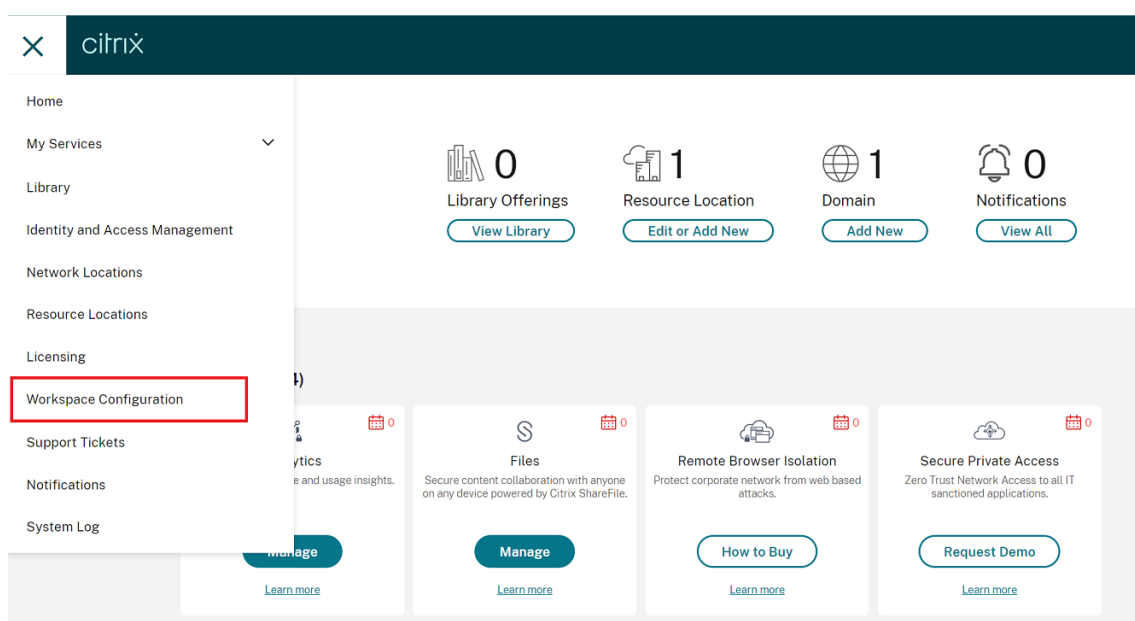 citrix
Home
My Services
Library
Identity and Access Management
Network Locations
Resource Locations
Licensing
Workspace Configuration
Support Tickets
Notifications
System Log
0
Library Offerings
View Library
1
Resource Location
Edit or Add New
1
Domain
Add New
0
Notifications
View All
4)
0
ytics
e and usage insights.
Manage
Learn more
0
Files
Secure content collaboration with anyone
on any device powered by Citrix ShareFile.
Manage
Learn more
0
Remote Browser Isolation
Protect corporate network from web based
attacks.
How to Buy
Learn more
0
Secure Private Access
Zero Trust Network Access to all IT
sanctioned applications.
Request Demo
Learn more